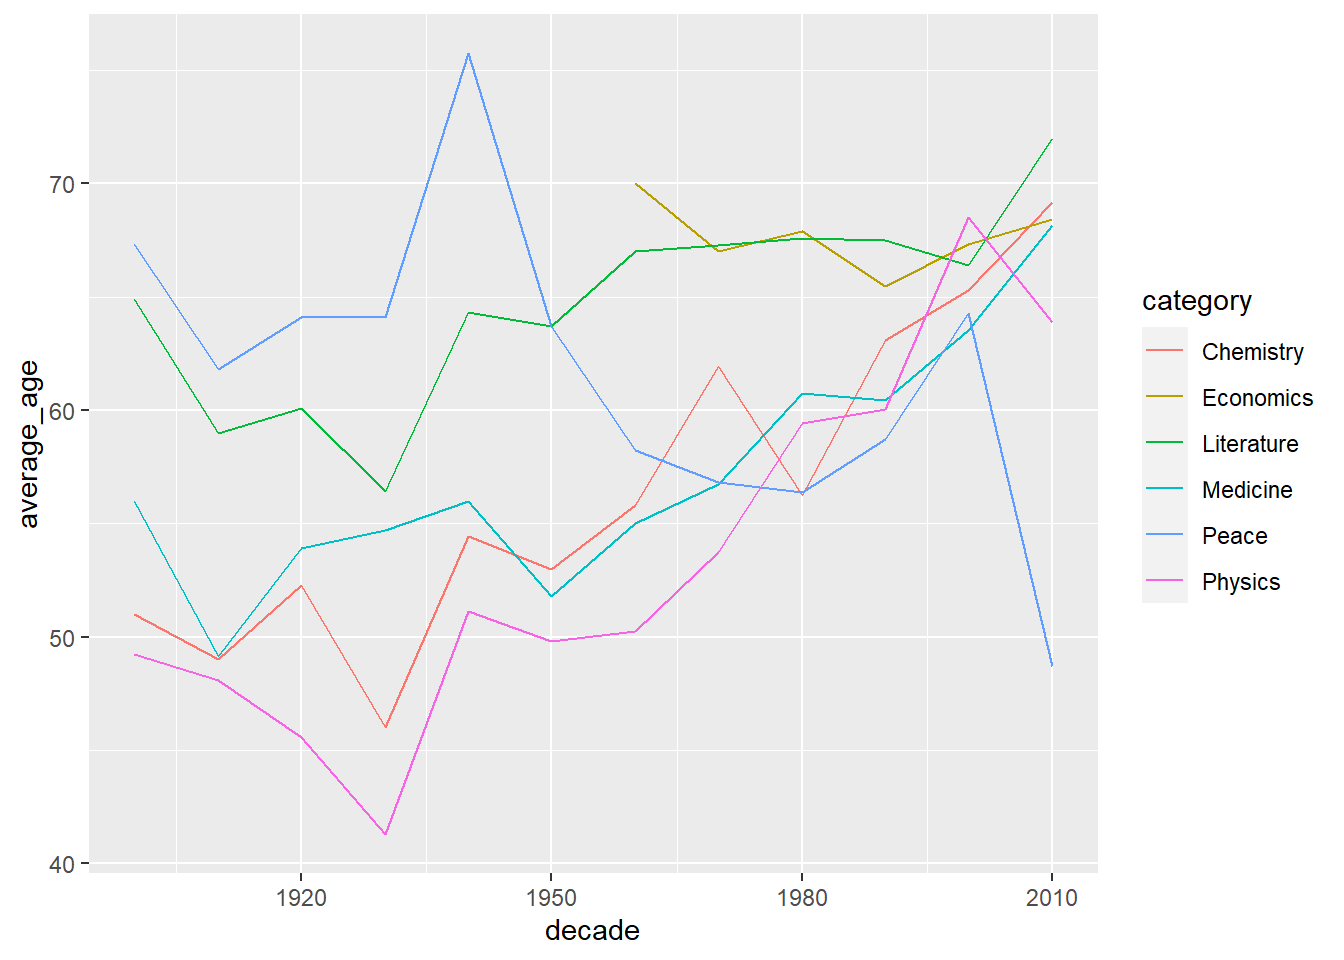 70
60
50
40
average_age
1920
1950
1980
2010
decade
category
Chemistry
Economics
Literature
Medicine
Peace
Physics